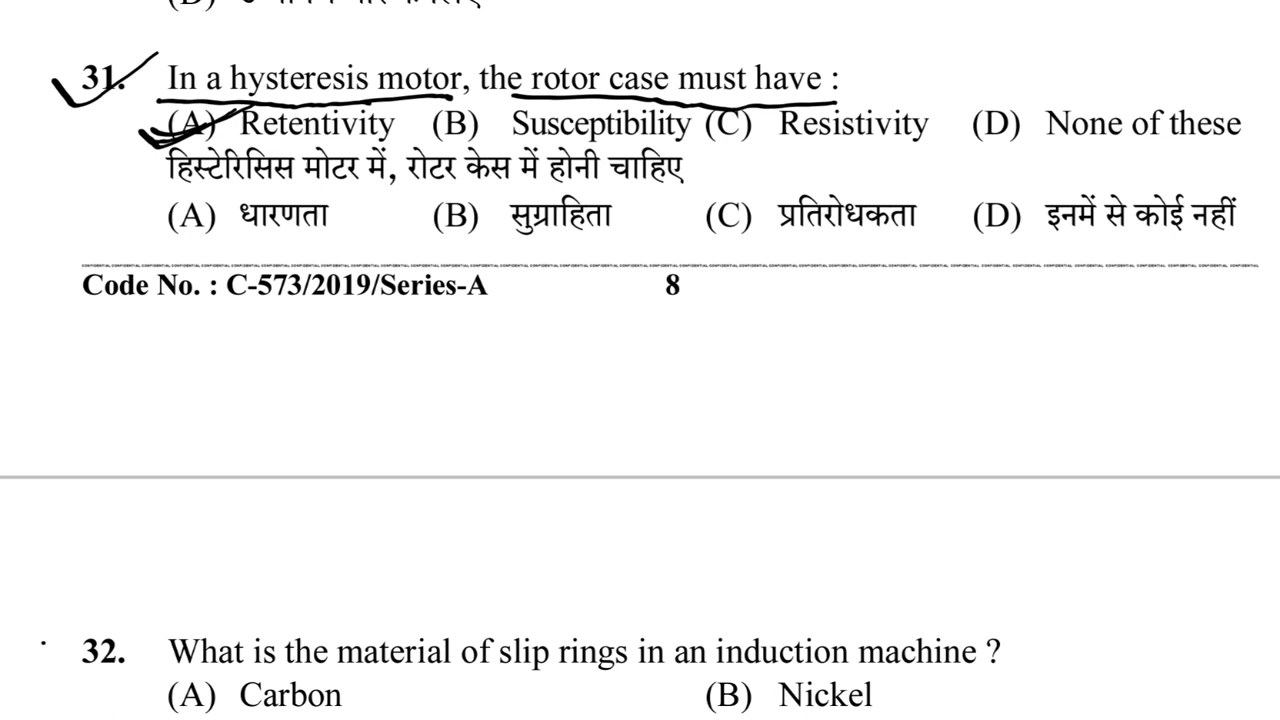 31. In a hysteresis motor, the rotor case must have :
(A) Retentivity (B) Susceptibility (C) Resistivity (D) None of these
हिस्टेरिसिस मोटर में, रोटर केस में होनी चाहिए
(A) धारणता (B) सुग्राहिता (C) प्रतिरोधकता (D) इनमें से कोई नहीं
Code No. : C-573/2019/Series-A 8
32. What is the material of slip rings in an induction machine ?
(A) Carbon (B) Nickel